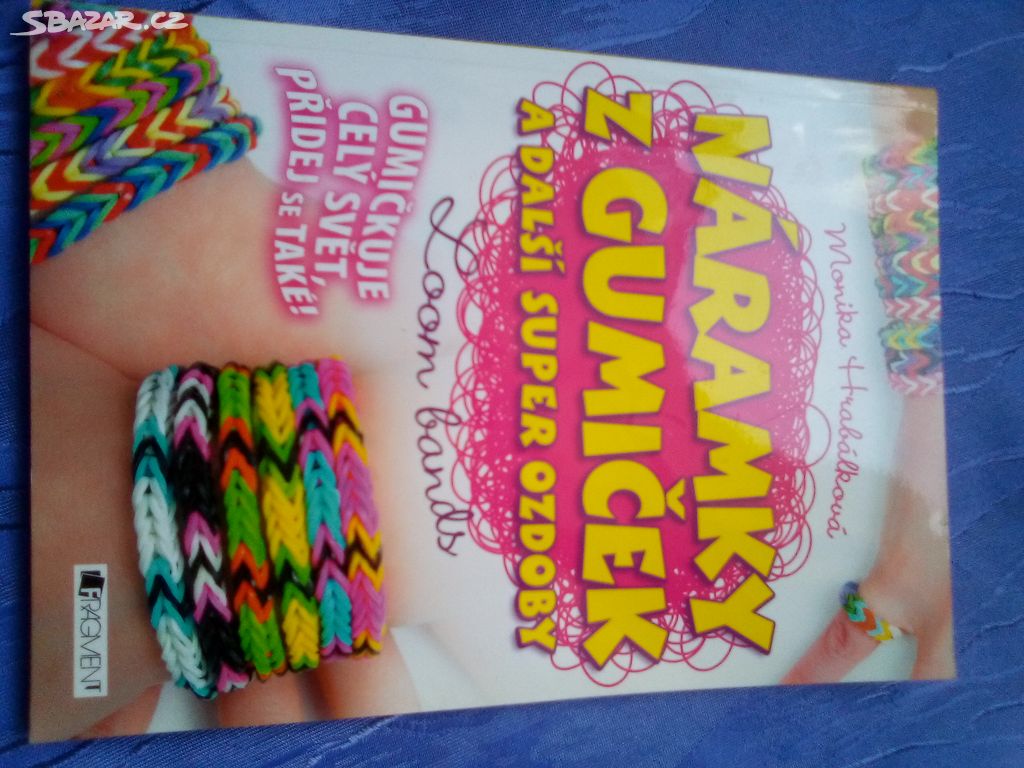 SBAZAR.CZ
Monika Hrabálková
NÁRAMKY
Z GUMIČEK
A DALŠÍ SUPER OZDOBY
Loom bands
GUMIČKUJE
CELÝ SVĚT,
PŘIDEJ SE TAKÉ!
FRAGMENT